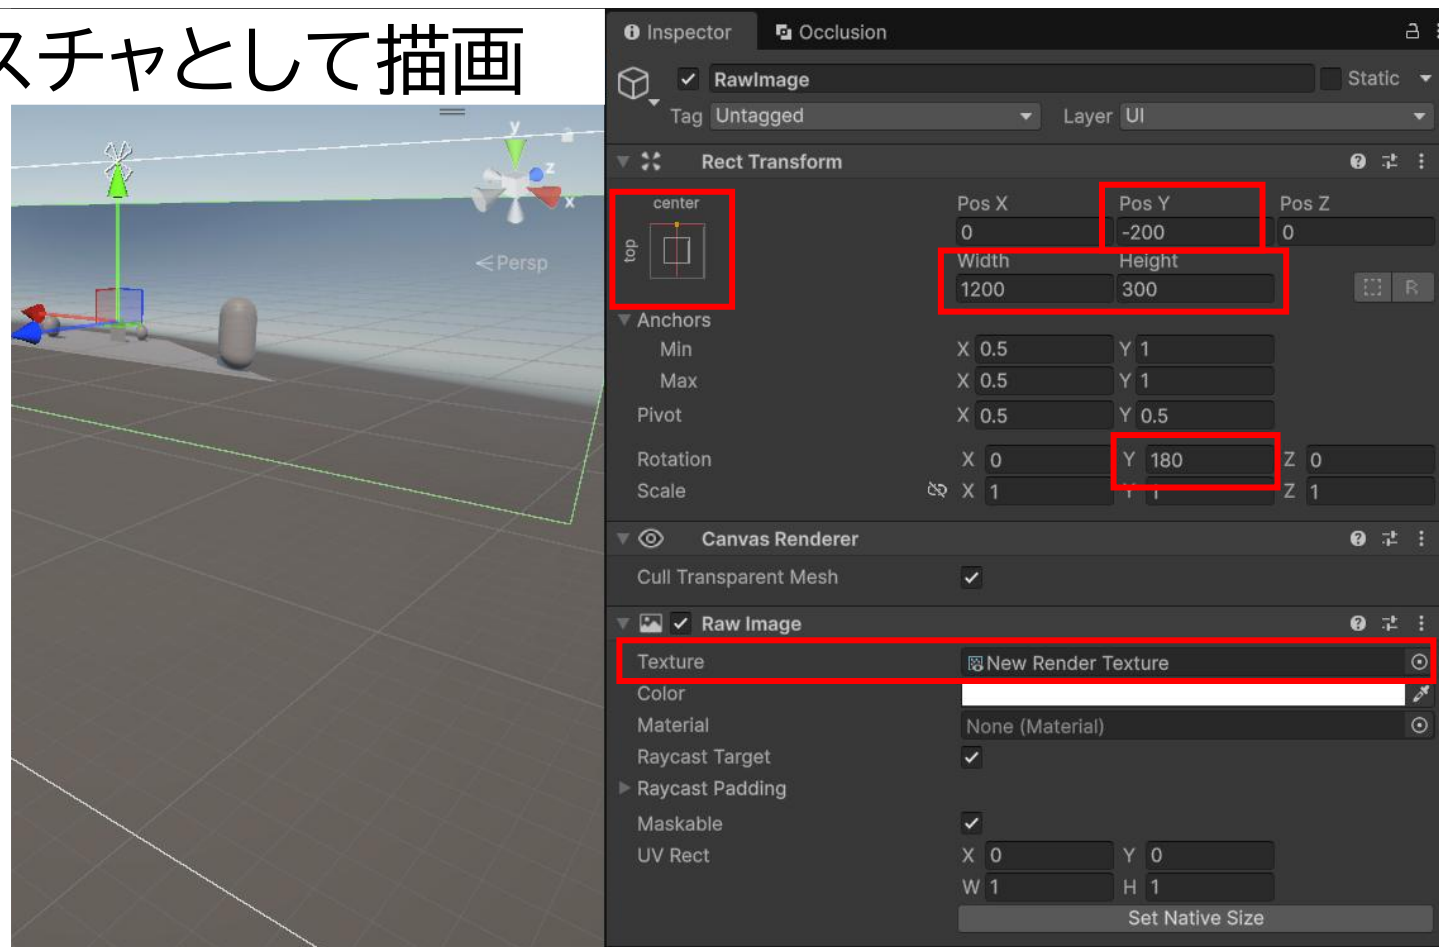 スチャとして描画
y
z
x
Persp
Inspector Occlusion
RawImage Static
Tag Untagged Layer UI
Rect Transform
center
top
Pos X Pos Y Pos Z
0 -200 0
Width Height
1200 300
R
Anchors
Min X 0.5 Y 1
Max X 0.5 Y 1
Pivot X 0.5 Y 0.5
Rotation X 0 Y 180 Z 0
Scale X 1 Y 1 Z 1
Canvas Renderer
Cull Transparent Mesh
Raw Image
Texture New Render Texture
Color
Material None (Material)
Raycast Target
Raycast Padding
Maskable
UV Rect X 0 Y 0
W 1 H 1
Set Native Size